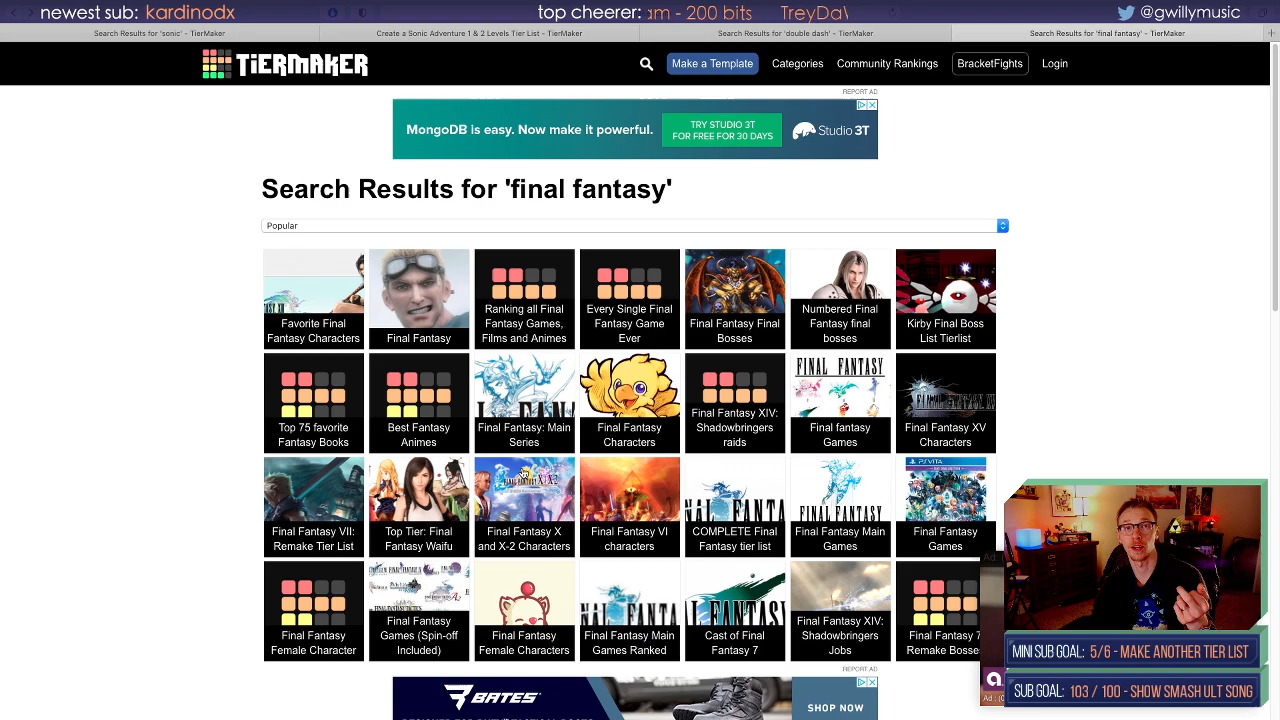 newest sub: kardinodx
top cheerer: am - 200 bits TreyDa
@gwillymusic
Search Results for 'sonic' - TierMaker
Create a Sonic Adventure 1 & 2 Levels Tier List - TierMaker
Search Results for 'double dash' - TierMaker
Search Results for 'final fantasy' - TierMaker
TIERMAKER
Make a Template
Categories
Community Rankings
BracketFights
Login
REPORT AD
MongoDB is easy. Now make it powerful.
TRY STUDIO 3T
FOR FREE FOR 30 DAYS
Studio 3T
Search Results for 'final fantasy'
Popular
Favorite Final
Fantasy Characters
Final Fantasy
Ranking all Final
Fantasy Games,
Films and Animes
Every Single Final
Fantasy Game
Ever
Final Fantasy Final
Bosses
Numbered Final
Fantasy final
bosses
Kirby Final Boss
List Tierlist
Top 75 favorite
Fantasy Books
Best Fantasy
Animes
Final Fantasy: Main
Series
Final Fantasy
Characters
Final Fantasy XIV:
Shadowbringers
raids
FINAL FANTASY
Final fantasy
Games
Final Fantasy XV
Characters
Final Fantasy VII:
Remake Tier List
Top Tier: Final
Fantasy Waifu
Final Fantasy X
and X-2 Characters
Final Fantasy VI
characters
COMPLETE Final
Fantasy tier list
FINAL FANTASY
Final Fantasy Main
Games
PSVITA
Final Fantasy
Games
Final Fantasy
Female Character
Final Fantasy
Games (Spin-off
Included)
Final Fantasy
Female Characters
Final Fantasy Main
Games Ranked
Cast of Final
Fantasy 7
Final Fantasy XIV:
Shadowbringers
Jobs
Final Fantasy 7
Remake Bosses
REPORT AD
BATES
SHOP NOW
Ad
MINI SUB GOAL: 5/6 - MAKE ANOTHER TIER LIST
SUB GOAL: 103 / 100 - SHOW SMASH ULT SONG